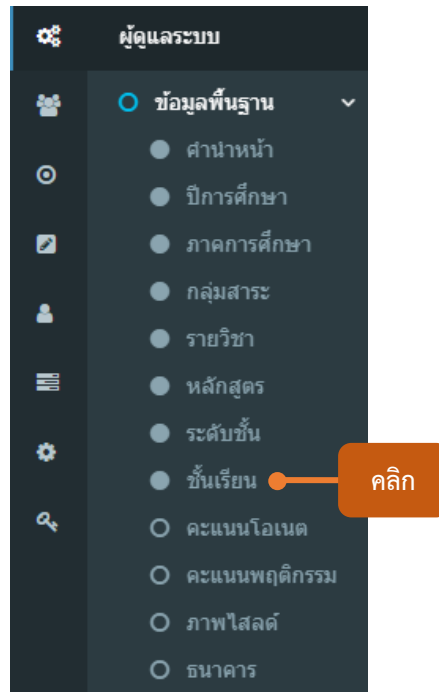 ผู้ดูแลระบบ
ข้อมูลพื้นฐาน
คำนำหน้า
ปีการศึกษา
ภาคการศึกษา
กลุ่มสาระ
รายวิชา
หลักสูตร
ระดับชั้น
ชั้นเรียน
คลิก
คะแนนโอเนต
คะแนนพฤติกรรม
ภาพไสลด์
ธนาคาร